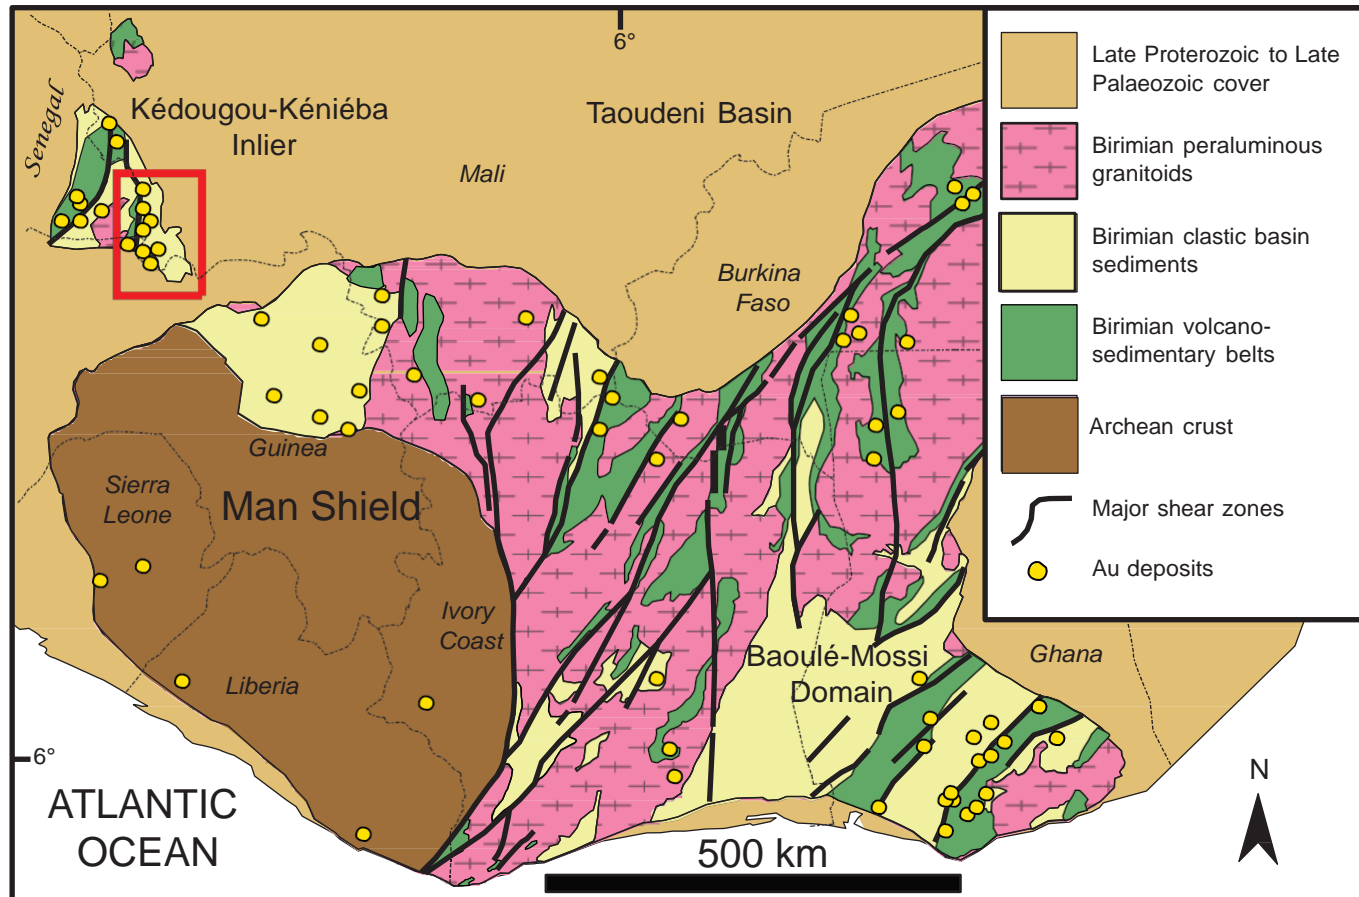 6°
Kédougou-Kéniéba
Inlier
Senegal
Taoudeni Basin
Mali
Burkina
Faso
Guinea
Sierra
Leone
Man Shield
Ivory
Coast
Liberia
Baoulé-Mossi
Domain
Ghana
6°
ATLANTIC
OCEAN
500 km
N
Late Proterozoic to Late
Palaeozoic cover
Birimian peraluminous
granitoids
Birimian clastic basin
sediments
Birimian volcano-
sedimentary belts
Archean crust
Major shear zones
Au deposits